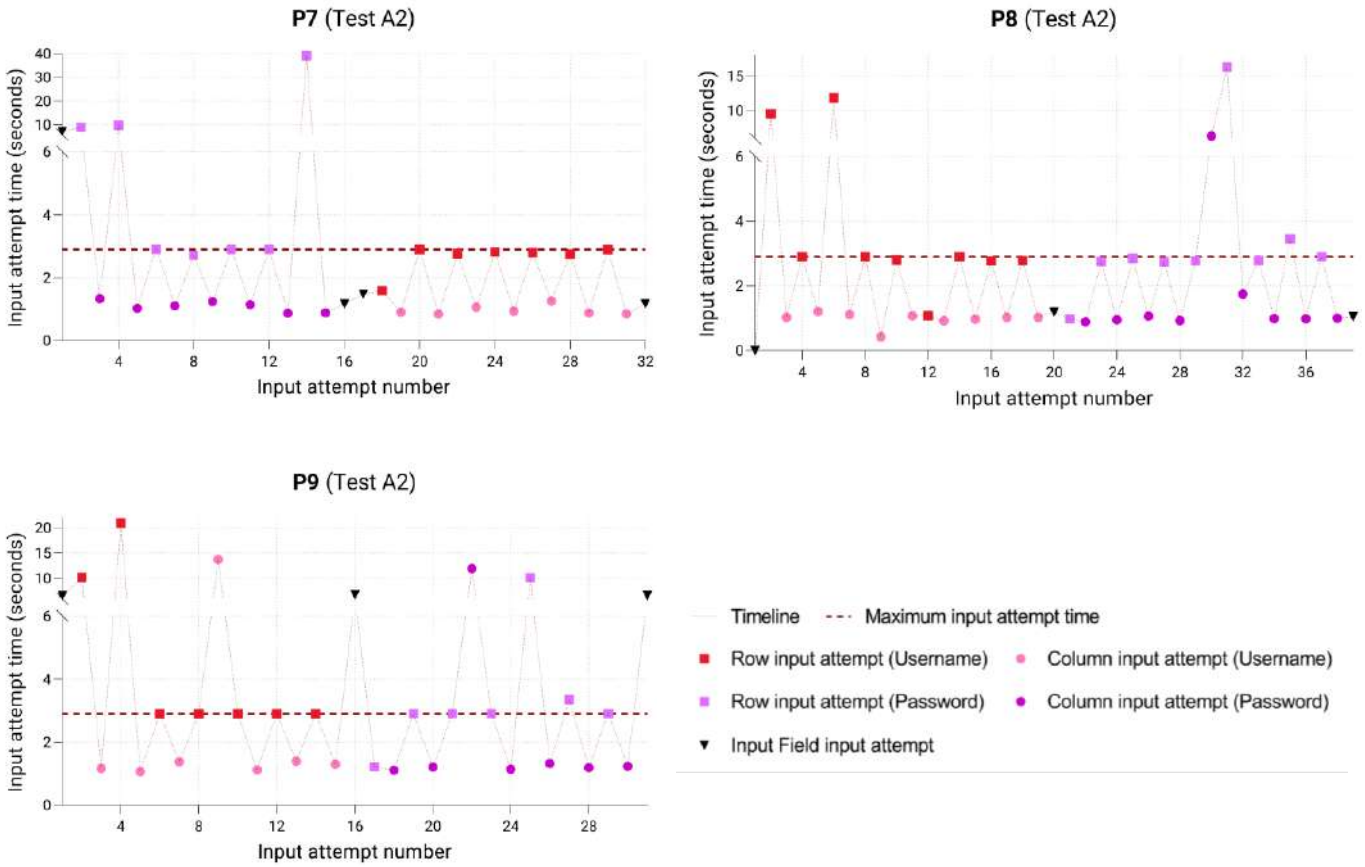 P7 (Test A2)
Input attempt time (seconds)
40
30
20
10
6
4
2
0
4 8 12 16 20 24 28 32
Input attempt number
P8 (Test A2)
Input attempt time (seconds)
15
10
6
4
2
0
4 8 12 16 20 24 28 32 36
Input attempt number
P9 (Test A2)
Input attempt time (seconds)
20
15
10
6
4
2
0
4 8 12 16 20 24 28
Input attempt number
Timeline Maximum input attempt time
Row input attempt (Username) Column input attempt (Username)
Row input attempt (Password) Column input attempt (Password)
Input Field input attempt